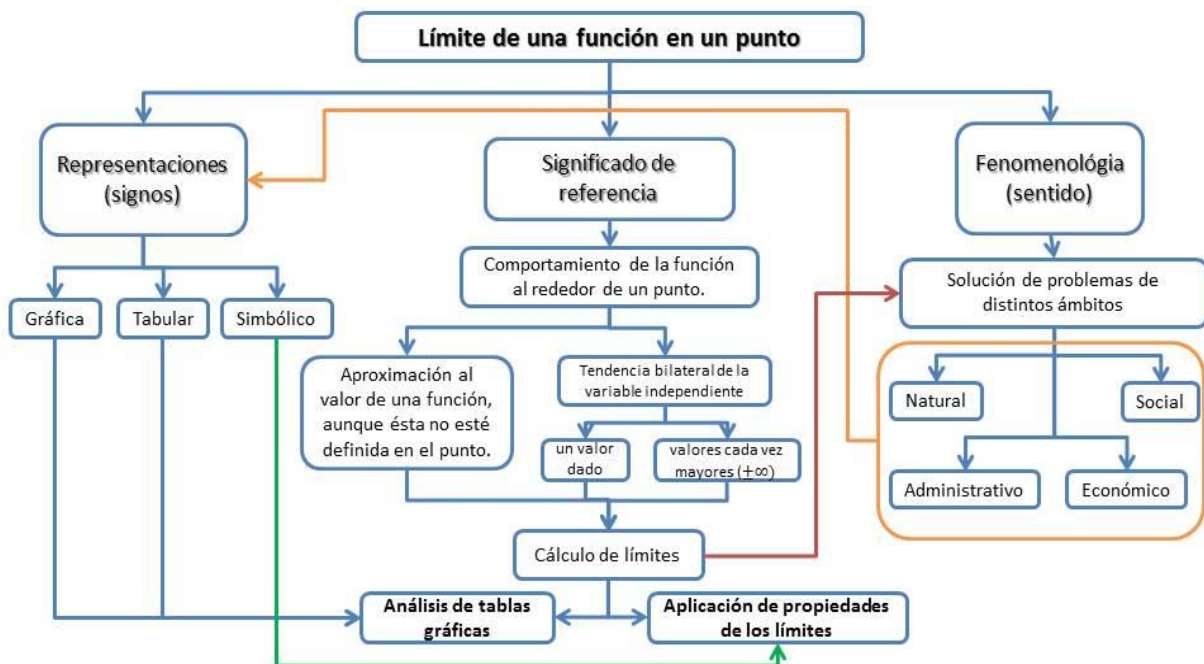 Límite de una función en un punto
Representaciones
(signos)
Significado de
referencia
Fenomenológia
(sentido)
Comportamiento de la función
al rededor de un punto.
Solución de problemas de
distintos ámbitos
Gráfica
Tabular
Simbólico
Aproximación al
valor de una función,
aunque ésta no esté
definida en el punto.
Tendencia bilateral de la
variable independiente
un valor
dado
valores cada vez
mayores (±∞)
Natural
Social
Administrativo
Económico
Cálculo de límites
Análisis de tablas
gráficas
Aplicación de propiedades
de los límites